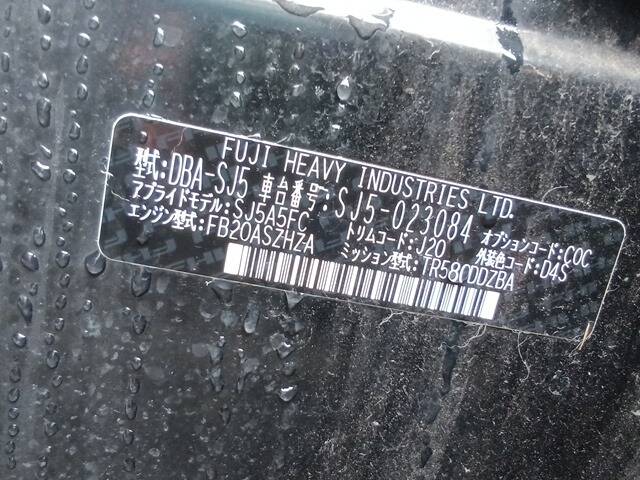 FUJI HEAVY INDUSTRIES LTD.
型式:DBA-SJ5 車台番号:SJ5-023084
アプライドモデル:SJ5A5FC トリムコード:J20 オプションコード:C0C
エンジン型式:FB20ASZHZA ミッション型式:TR58CDDZBA 外装色コード:D4S